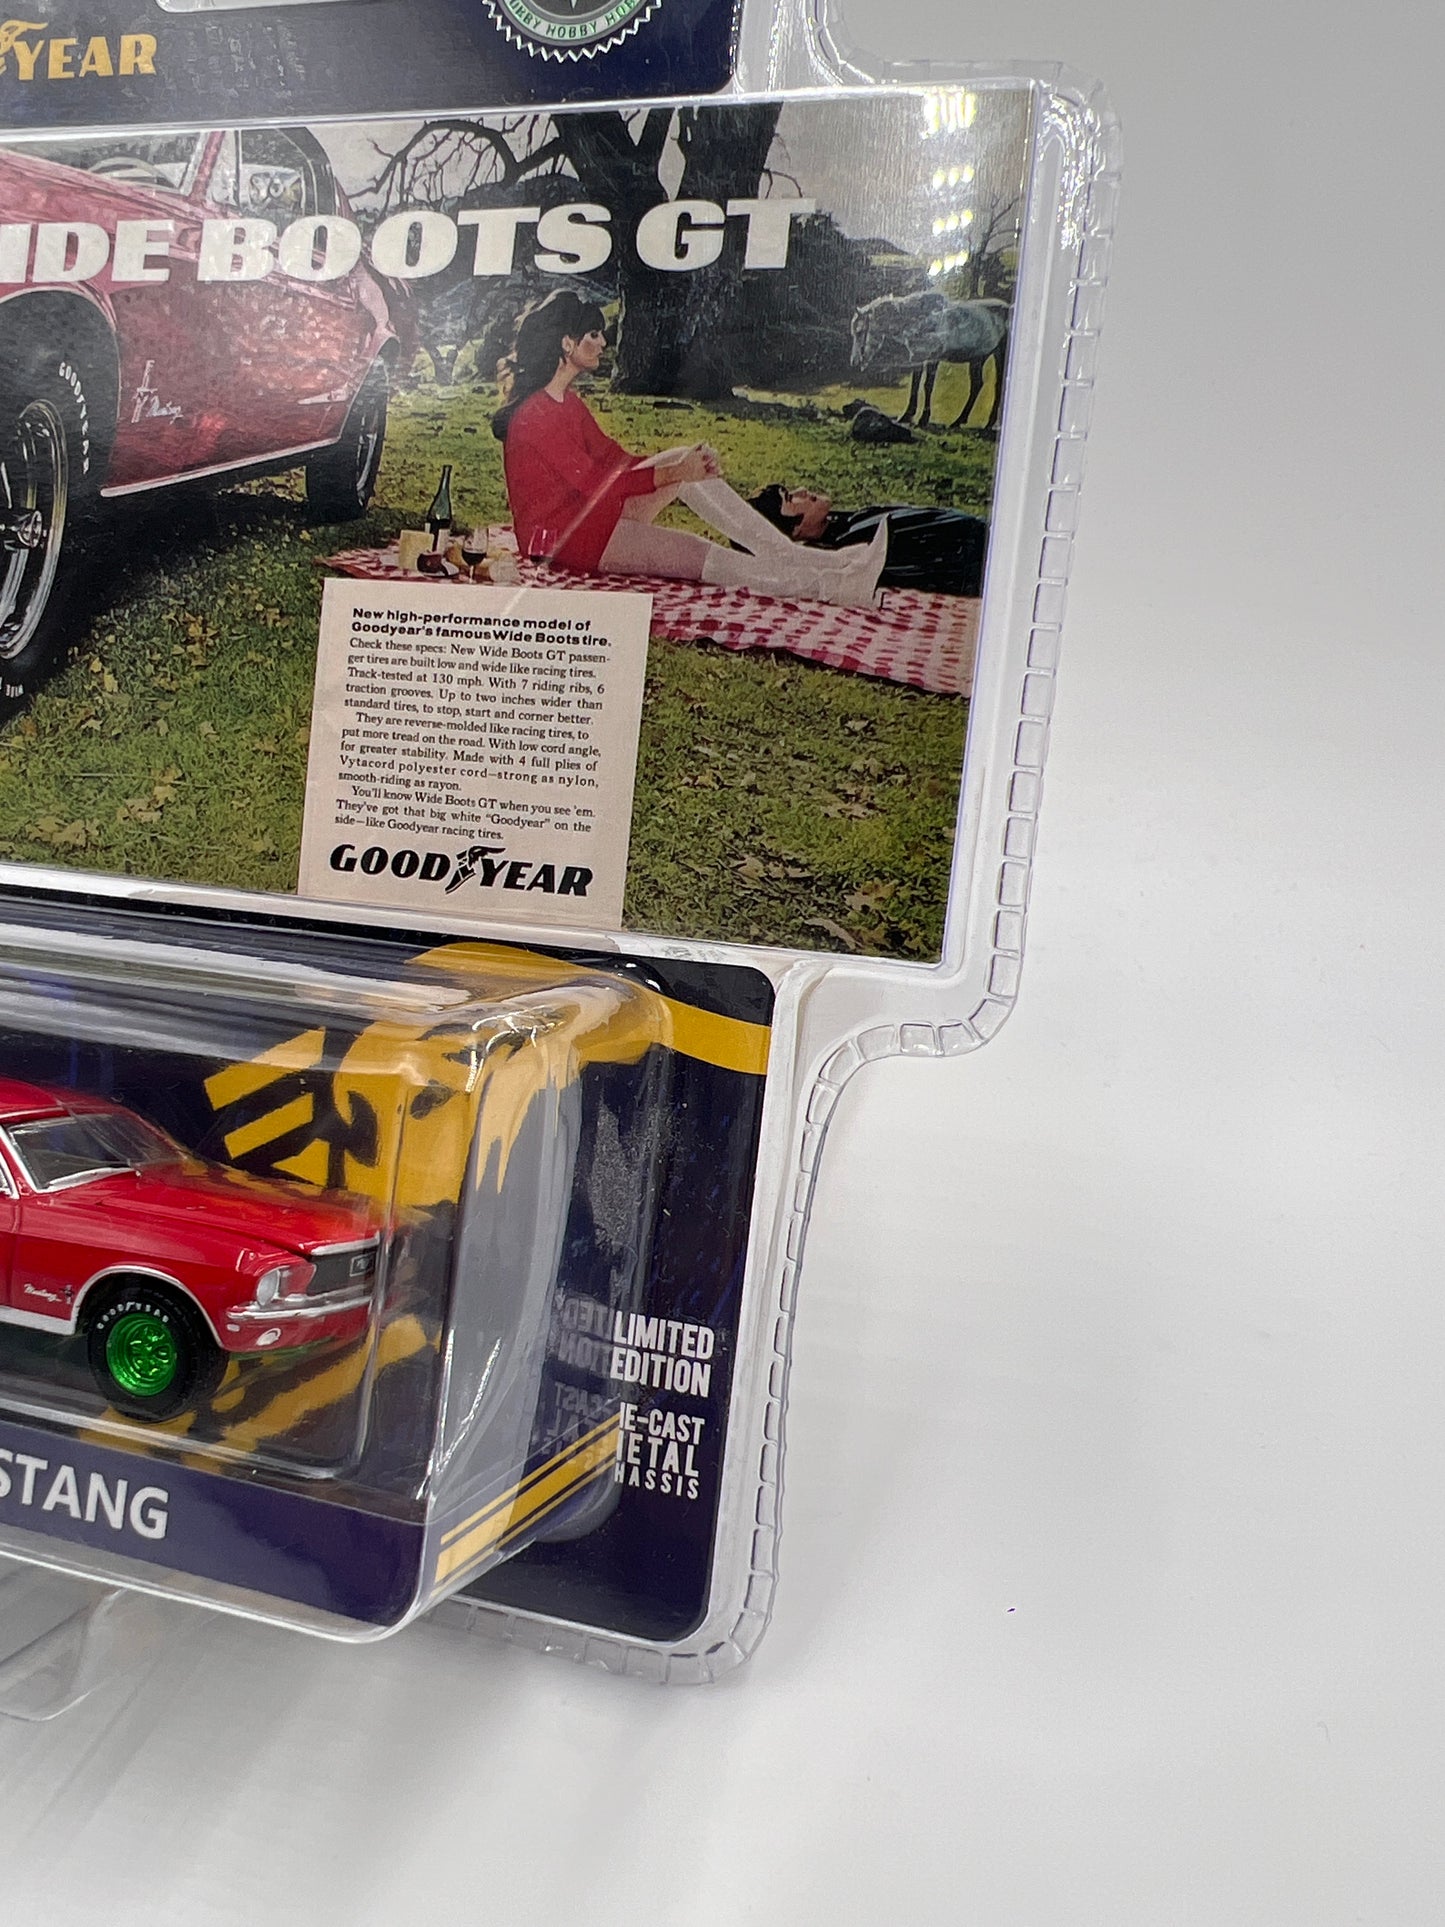 YEAR
HOBBY
IDE BOOTS GT
GOODYEAR
Mustang
New high-performance model of
Goodyear's famous Wide Boots tire.
Check these specs: New Wide Boots GT passen-
ger tires are built low and wide like racing tires.
Track-tested at 130 mph. With 7 riding ribs, 6
traction grooves. Up to two inches wider than
standard tires, to stop, start and corner better.
They are reverse-molded like racing tires, to
put more tread on the road. With low cord angle,
for greater stability. Made with 4 full plies of
Vytacord polyester cord—strong as nylon,
smooth-riding as rayon.
You'll know Wide Boots GT when you see 'em.
They've got that big white "Goodyear" on the
side—like Goodyear racing tires.
GOODYEAR
Mustang
GOODYEAR
LIMITED
EDITION
IE-CAST
METAL
HASSIS
STANG